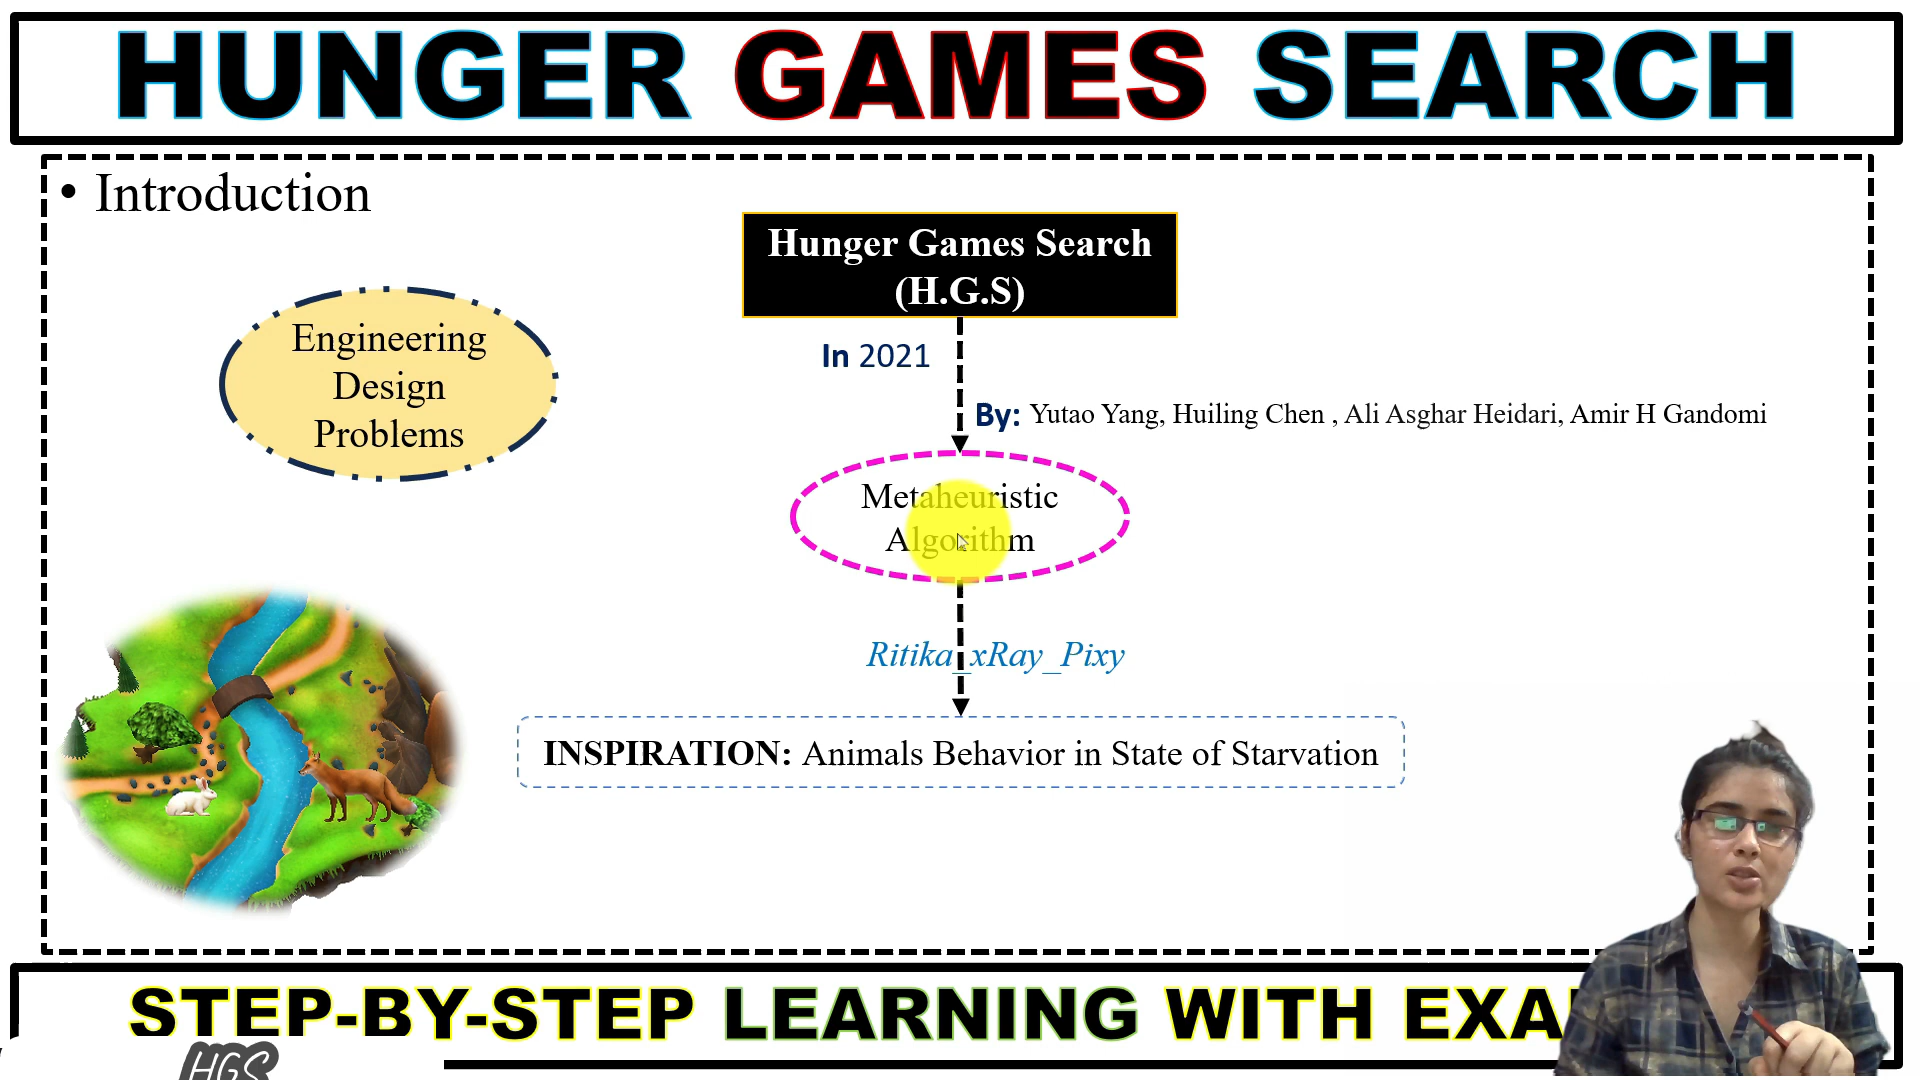 HUNGER GAMES SEARCH
• Introduction
Hunger Games Search
(H.G.S)
Engineering
Design
Problems
In 2021
By: Yutao Yang, Huiling Chen , Ali Asghar Heidari, Amir H Gandomi
Metaheuristic
Algorithm
Ritika_xRay_Pixy
INSPIRATION: Animals Behavior in State of Starvation
STEP-BY-STEP LEARNING WITH EXA
HGS